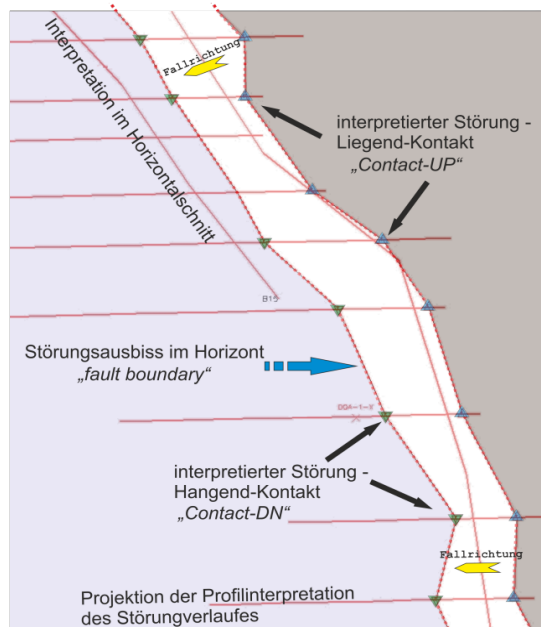 Fallrichtung
Interpretation im Horizontalschnitt
interpretierter Störung -
Liegend-Kontakt
„Contact-UP“
B15
Störungsausbiss im Horizont
„fault boundary“
interpretierter Störung -
Hangend-Kontakt
„Contact-DN“
Fallrichtung
Projektion der Profilinterpretation
des Störungverlaufes